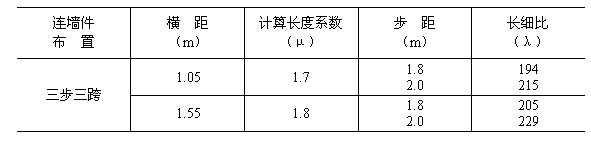 连墙件 横 距 计算长度系数 步 距 长细比
布 置 （m） （μ） （m） （λ）
三步三跨 1.05 1.7 1.8 194
2.0 215
1.55 1.8 1.8 205
2.0 229